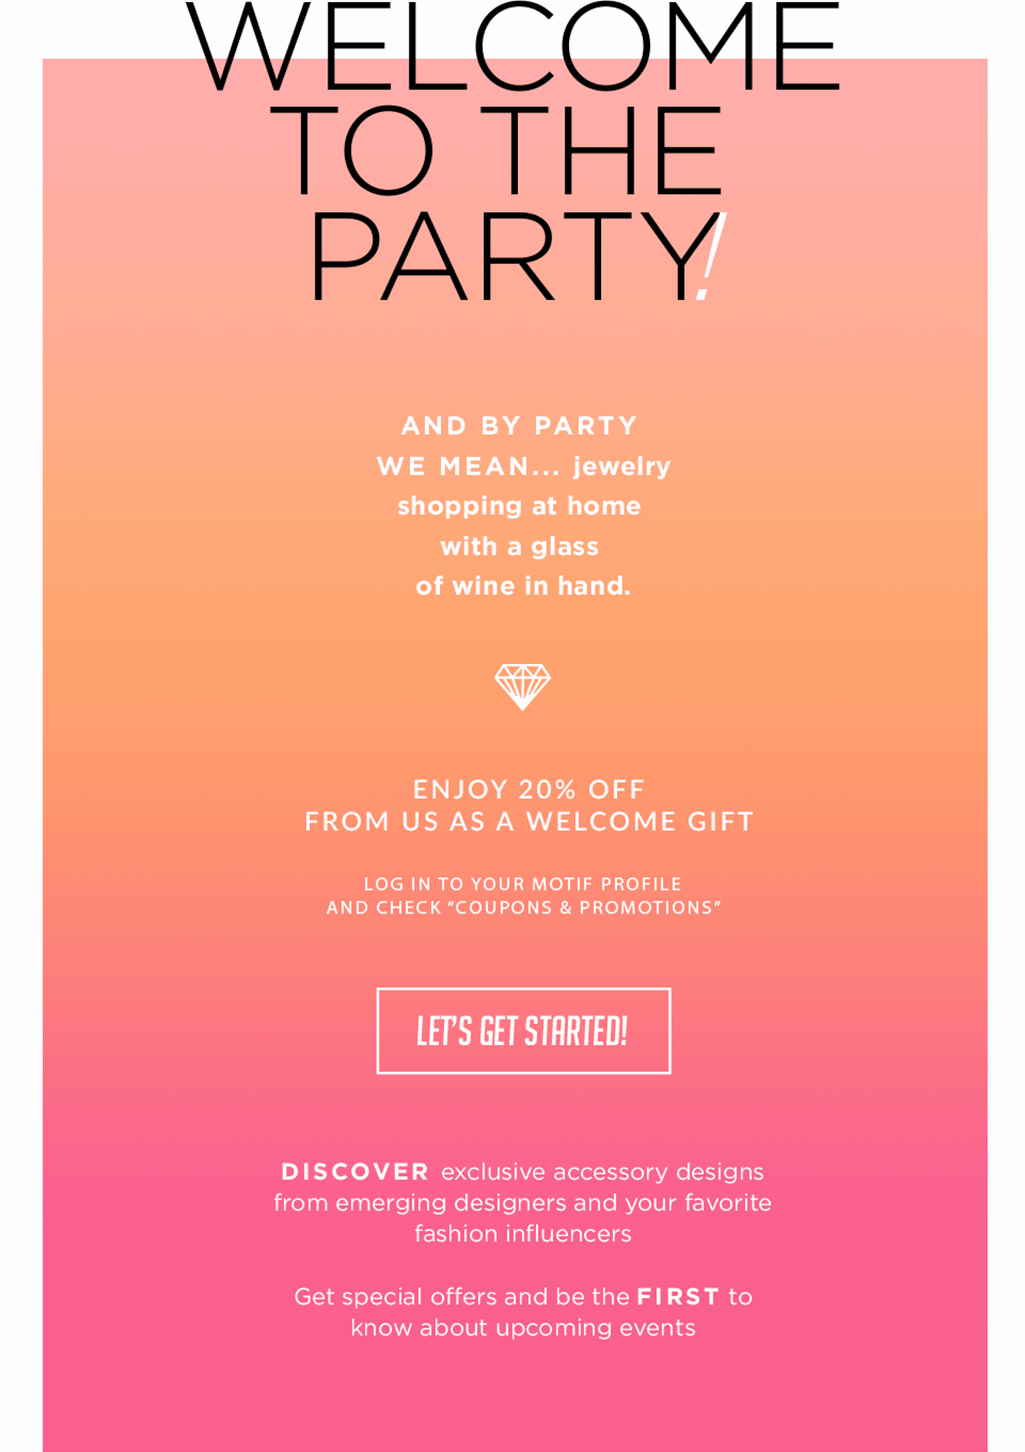 WELCOME
TO THE
PARTY!
AND BY PARTY
WE MEAN... jewelry
shopping at home
with a glass
of wine in hand.
ENJOY 20% OFF
FROM US AS A WELCOME GIFT
LOG IN TO YOUR MOTIF PROFILE
AND CHECK “COUPONS & PROMOTIONS”
LET'S GET STARTED!
DISCOVER exclusive accessory designs
from emerging designers and your favorite
fashion influencers
Get special offers and be the FIRST to
know about upcoming events